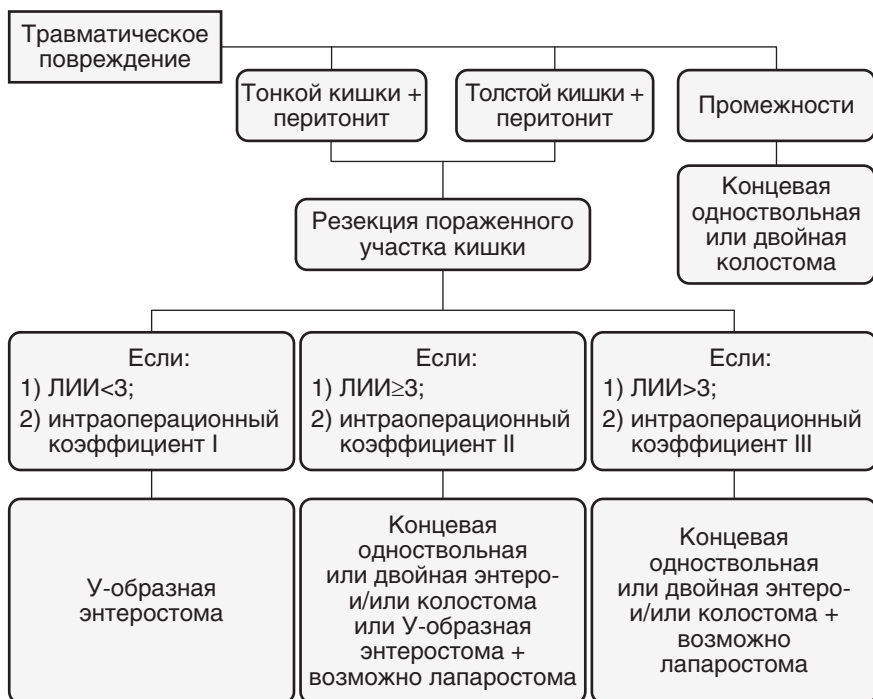 Травматическое
повреждение
Тонкой кишки +
перитонит
Толстой кишки +
перитонит
Промежности
Концевая
одноствольная
или двойная
колостома
Резекция пораженного
участка кишки
Если:
1) ЛИИ<3;
2) интраоперационный
коэффициент I
Если:
1) ЛИИ≥3;
2) интраоперационный
коэффициент II
Если:
1) ЛИИ>3;
2) интраоперационный
коэффициент III
У-образная
энтеростома
Концевая
одноствольная
или двойная энтеро-
и/или колостома
или У-образная
энтеростома +
возможно лапаростома
Концевая
одноствольная
или двойная энтеро-
и/или колостома +
возможно
лапаростома